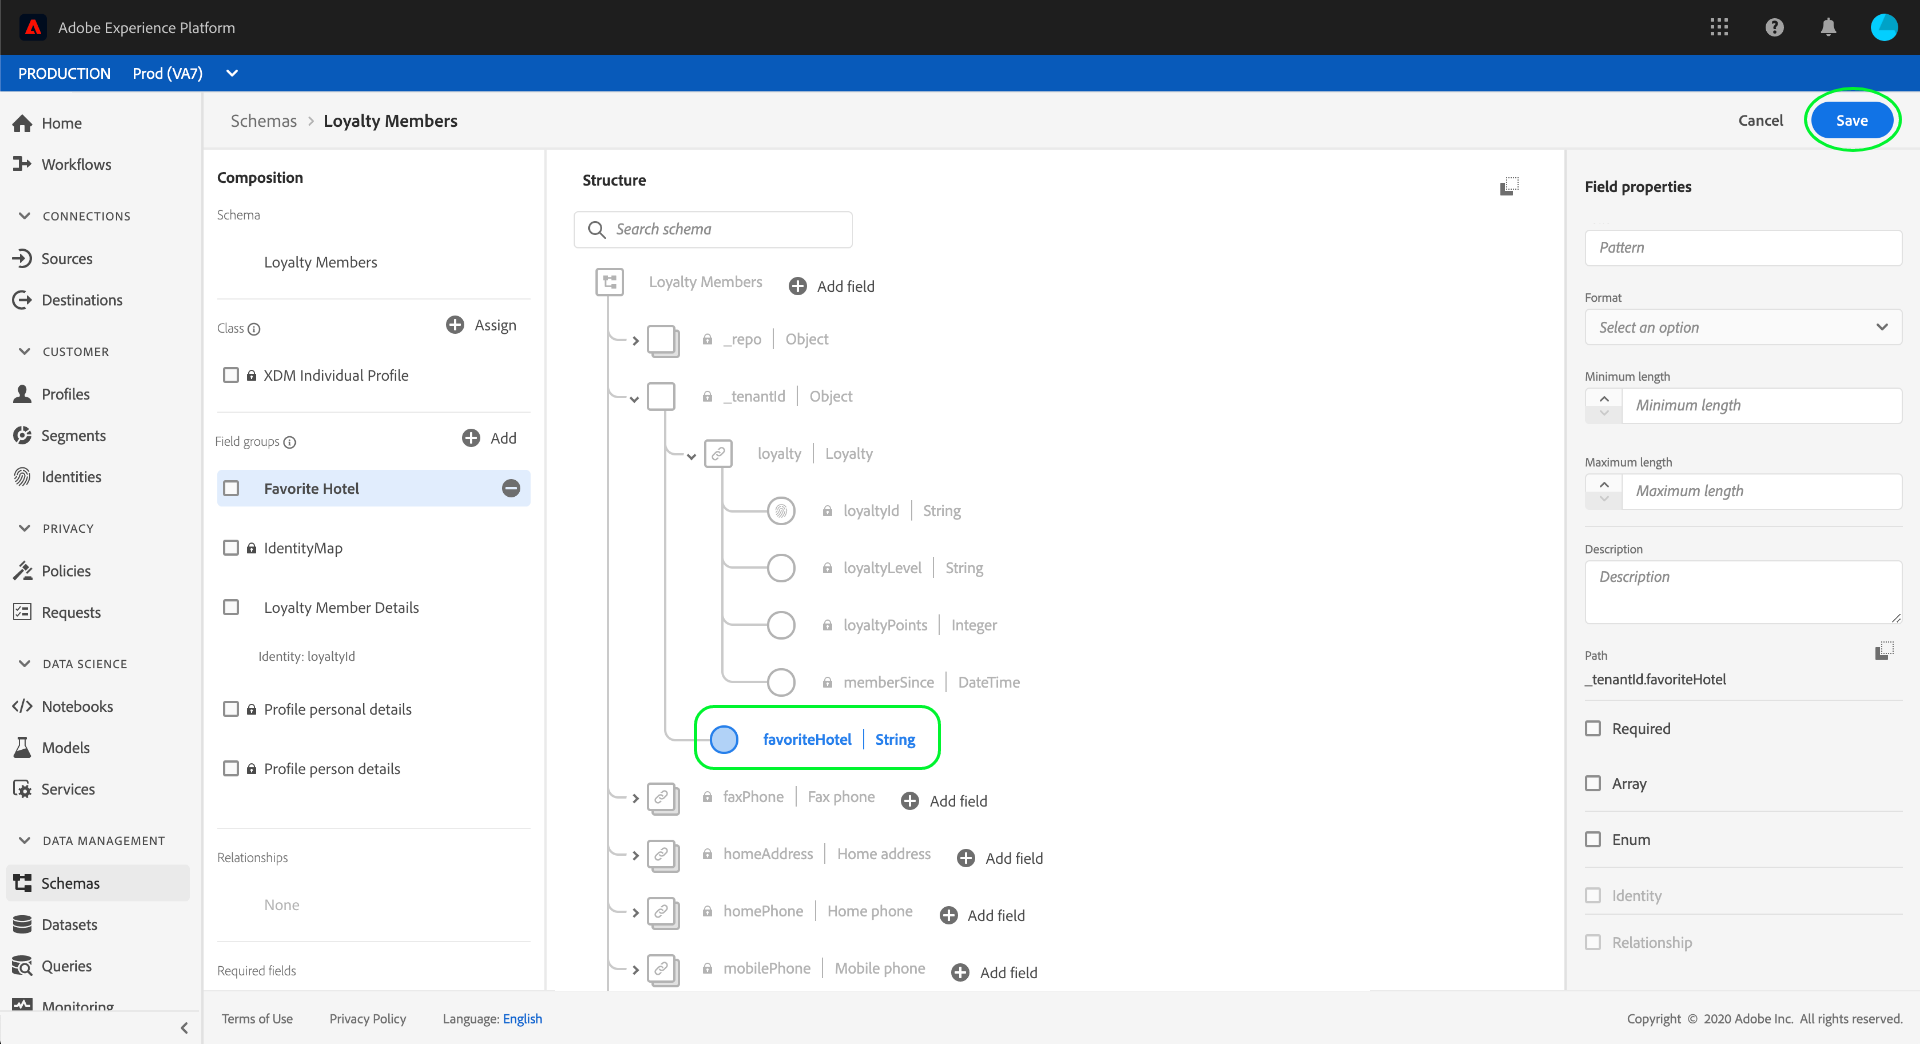 Adobe Experience Platform
PRODUCTION Prod (VA7)
Home
Workflows
CONNECTIONS
Sources
Destinations
CUSTOMER
Profiles
Segments
Identities
PRIVACY
Policies
Requests
DATA SCIENCE
Notebooks
Models
Services
DATA MANAGEMENT
Schemas
Datasets
Queries
Monitoring
Schemas > Loyalty Members
Cancel
Save
Composition
Schema
Loyalty Members
Class
Assign
XDM Individual Profile
Field groups
Add
Favorite Hotel
IdentityMap
Loyalty Member Details
Identity: loyaltyId
Profile personal details
Profile person details
Relationships
None
Required fields
Structure
Search schema
Loyalty Members Add field
_repo | Object
_tenantId | Object
loyalty | Loyalty
loyaltyId | String
loyaltyLevel | String
loyaltyPoints | Integer
memberSince | DateTime
favoriteHotel | String
faxPhone | Fax phone Add field
homeAddress | Home address Add field
homePhone | Home phone Add field
mobilePhone | Mobile phone Add field
Field properties
Pattern
Format
Select an option
Minimum length
Minimum length
Maximum length
Maximum length
Description
Description
Path
_tenantId.favoriteHotel
Required
Array
Enum
Identity
Relationship
Terms of Use Privacy Policy Language: English
Copyright © 2020 Adobe Inc. All rights reserved.